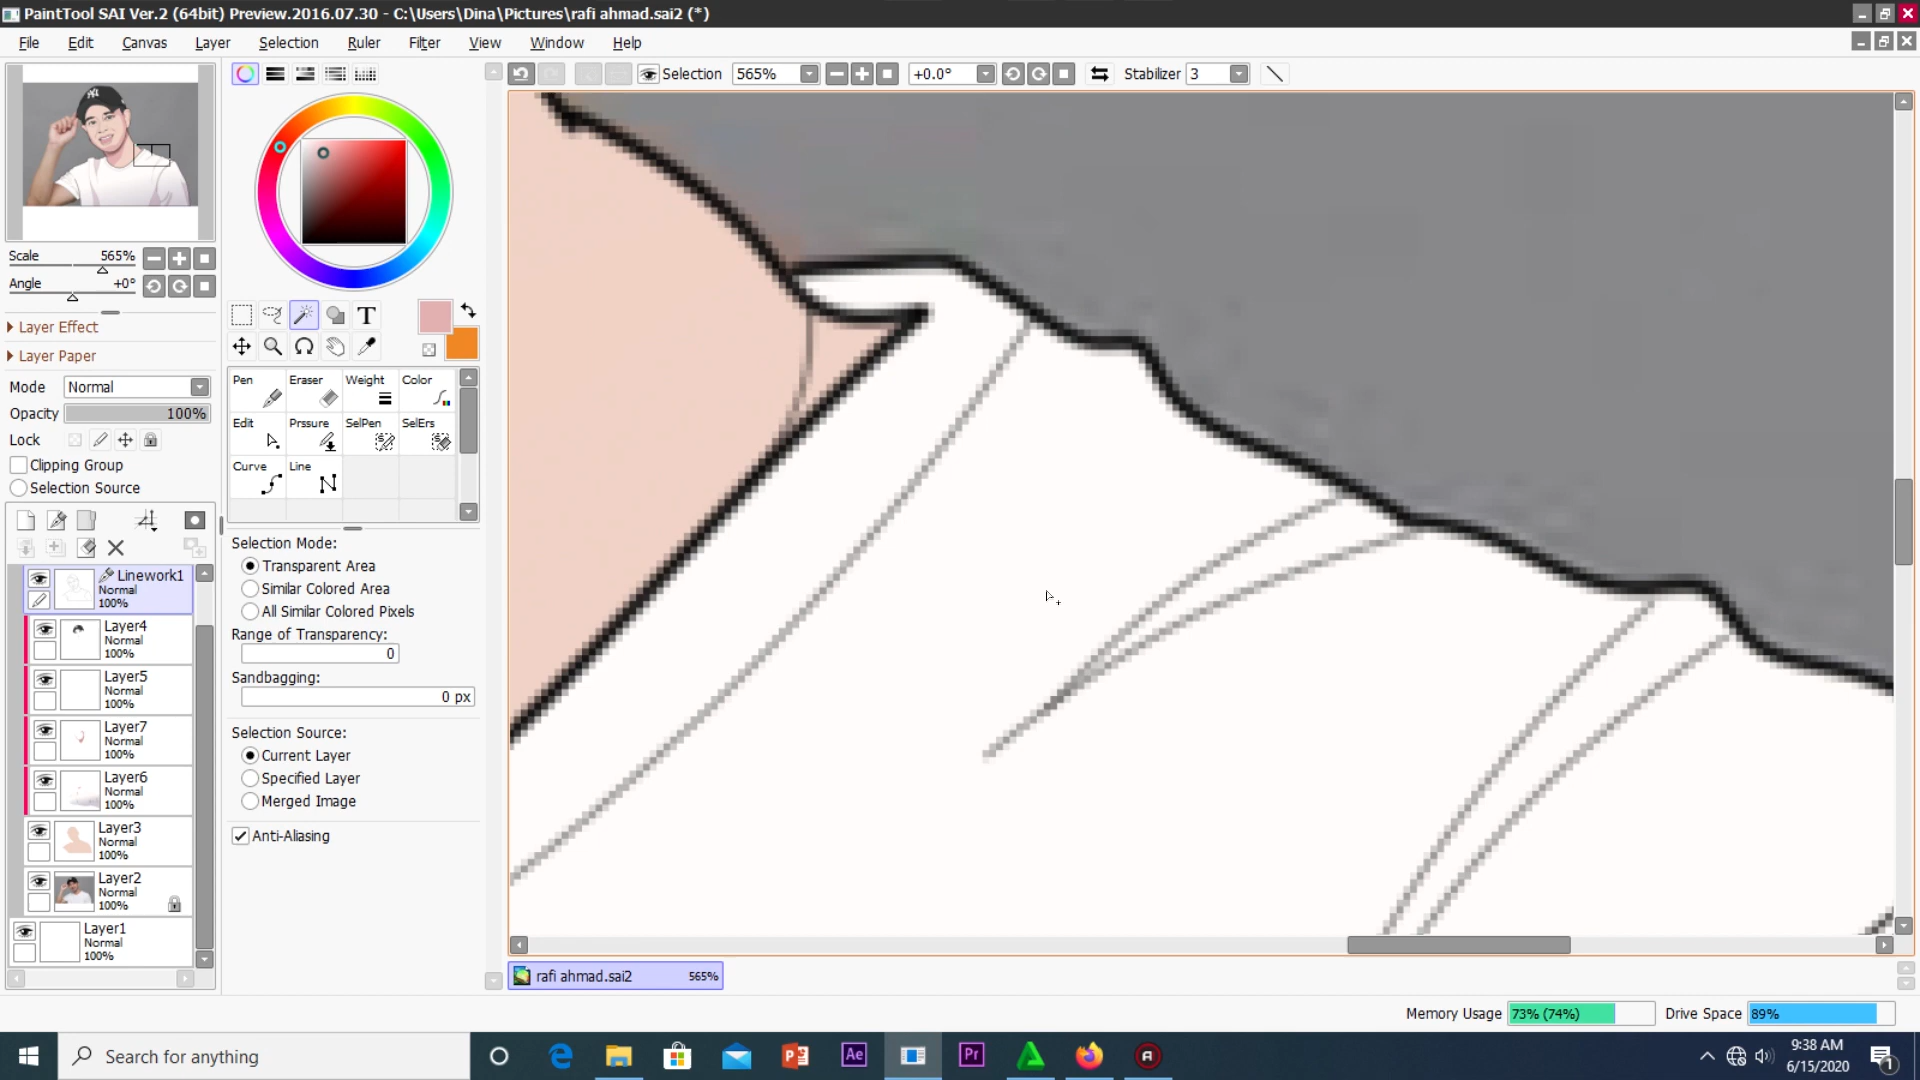 PaintTool SAI Ver.2 (64bit) Preview.2016.07.30 - C:\Users\Dina\Pictures\rafi ahmad.sai2 (*)
File Edit Canvas Layer Selection Ruler Filter View Window Help
Selection 565% +0.0° Stabilizer 3
Scale 565%
Angle +0°
Layer Effect
Layer Paper
Mode Normal
Opacity 100%
Lock
Clipping Group
Selection Source
Linework1
Normal
100%
Layer4
Normal
100%
Layer5
Normal
100%
Layer7
Normal
100%
Layer6
Normal
100%
Layer3
Normal
100%
Layer2
Normal
100%
Layer1
Normal
100%
T
Pen Eraser Weight Color
Edit Prssure SelPen SelErs
Curve Line
Selection Mode:
Transparent Area
Similar Colored Area
All Similar Colored Pixels
Range of Transparency:
0
Sandbagging:
0 px
Selection Source:
Current Layer
Specified Layer
Merged Image
Anti-Aliasing
rafi ahmad.sai2 565%
Memory Usage 73% (74%) Drive Space 89%
Search for anything
Ae
Pr
9:38 AM
6/15/2020
1